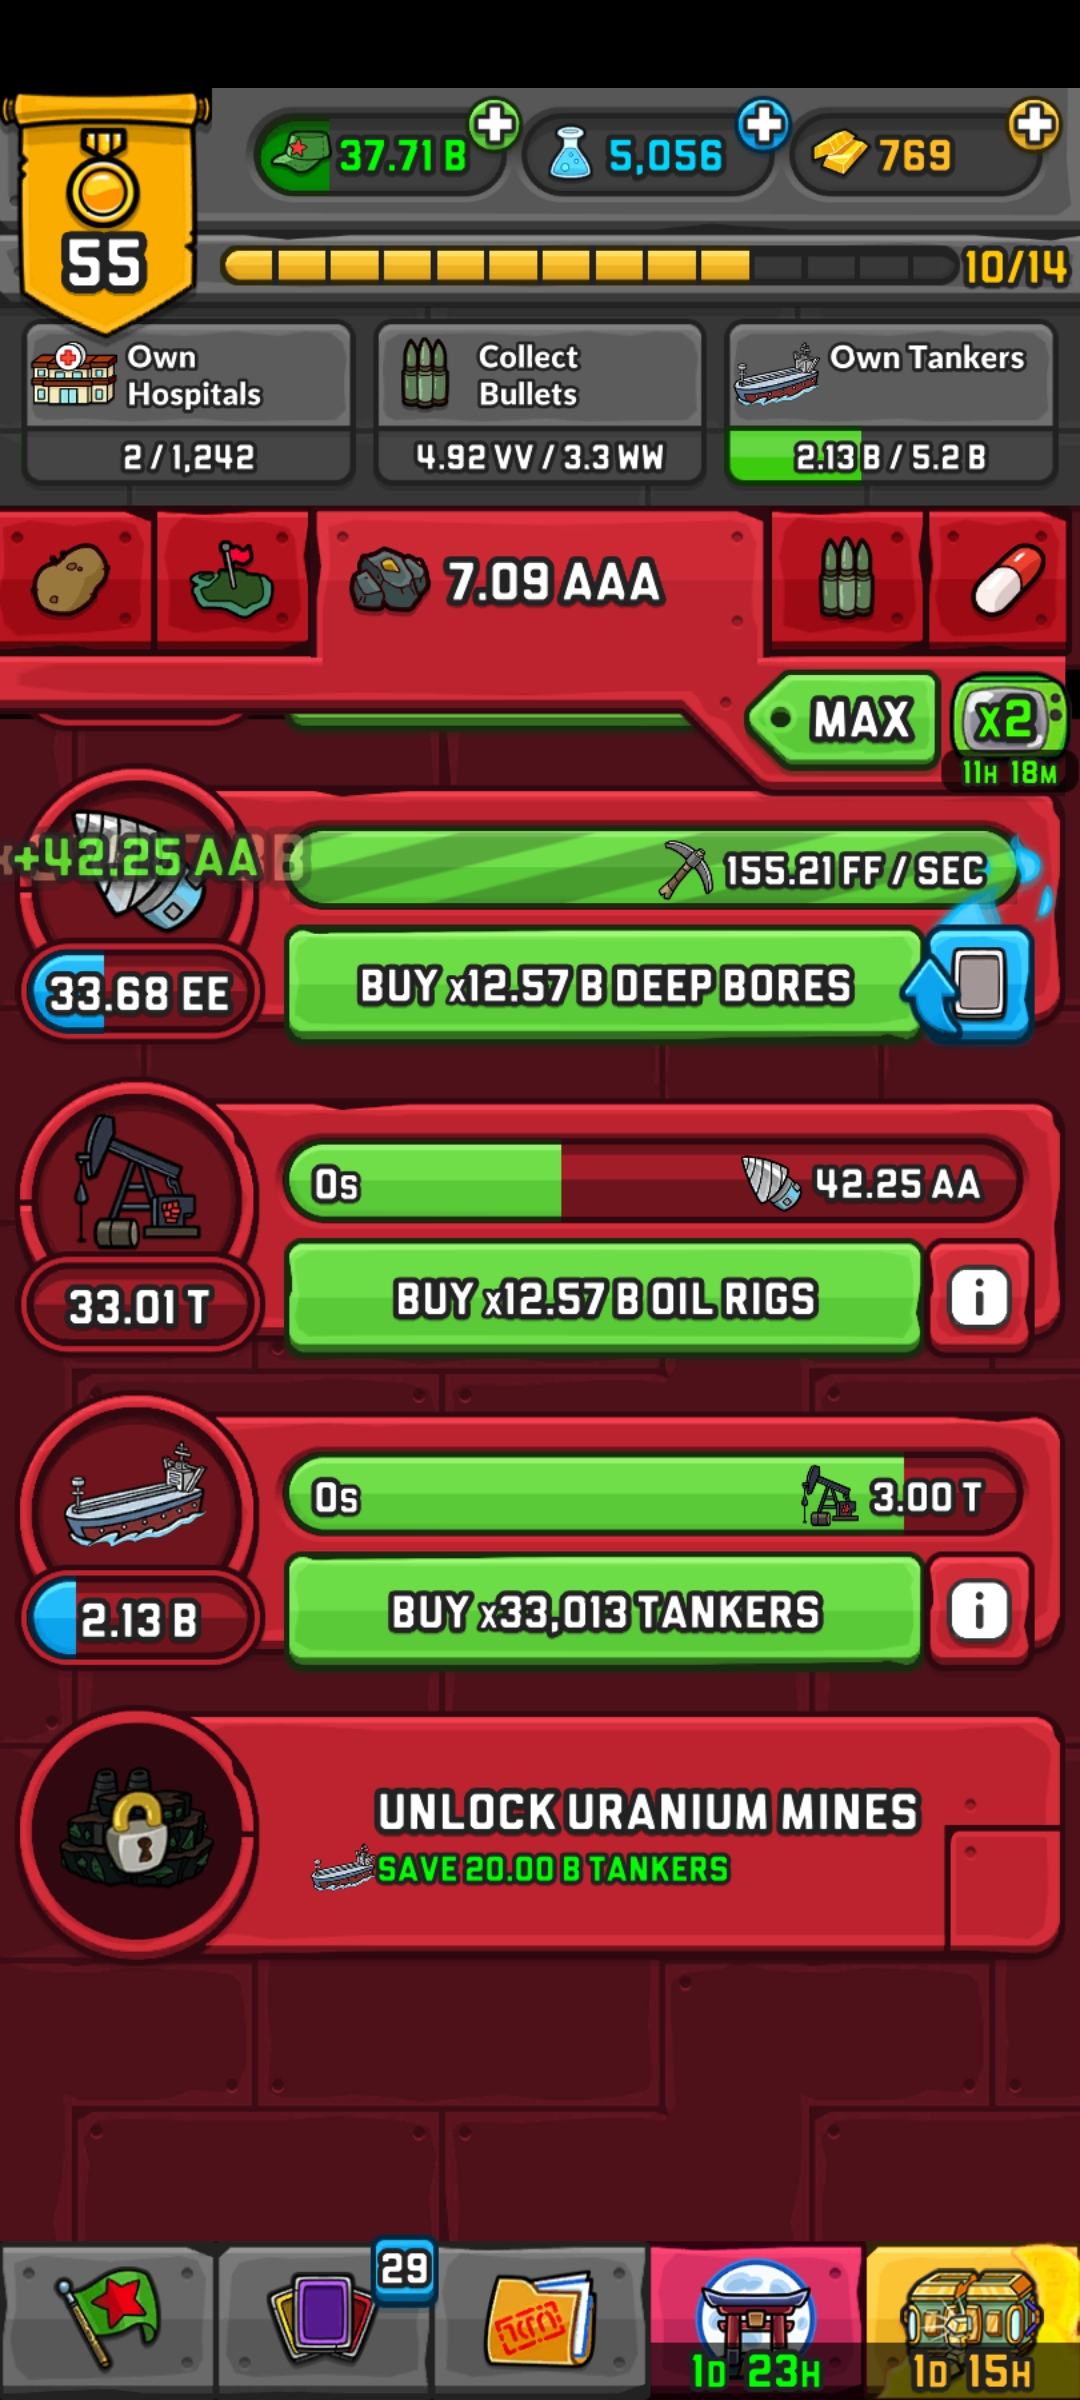 37.71 B
5,056
769
55
10/14
Own Hospitals
2 / 1,242
Collect Bullets
4.92 VV / 3.3 WW
Own Tankers
2.13 B / 5.2 B
7.09 AAA
MAX
x2
11H 18M
+42.25 AA
155.21 FF / SEC
33.68 EE
BUY x12.57 B DEEP BORES
0s
42.25 AA
33.01 T
BUY x12.57 B OIL RIGS
i
0s
3.00 T
2.13 B
BUY x33,013 TANKERS
i
UNLOCK URANIUM MINES
SAVE 20.00 B TANKERS
29
1D 23H
1D 15H